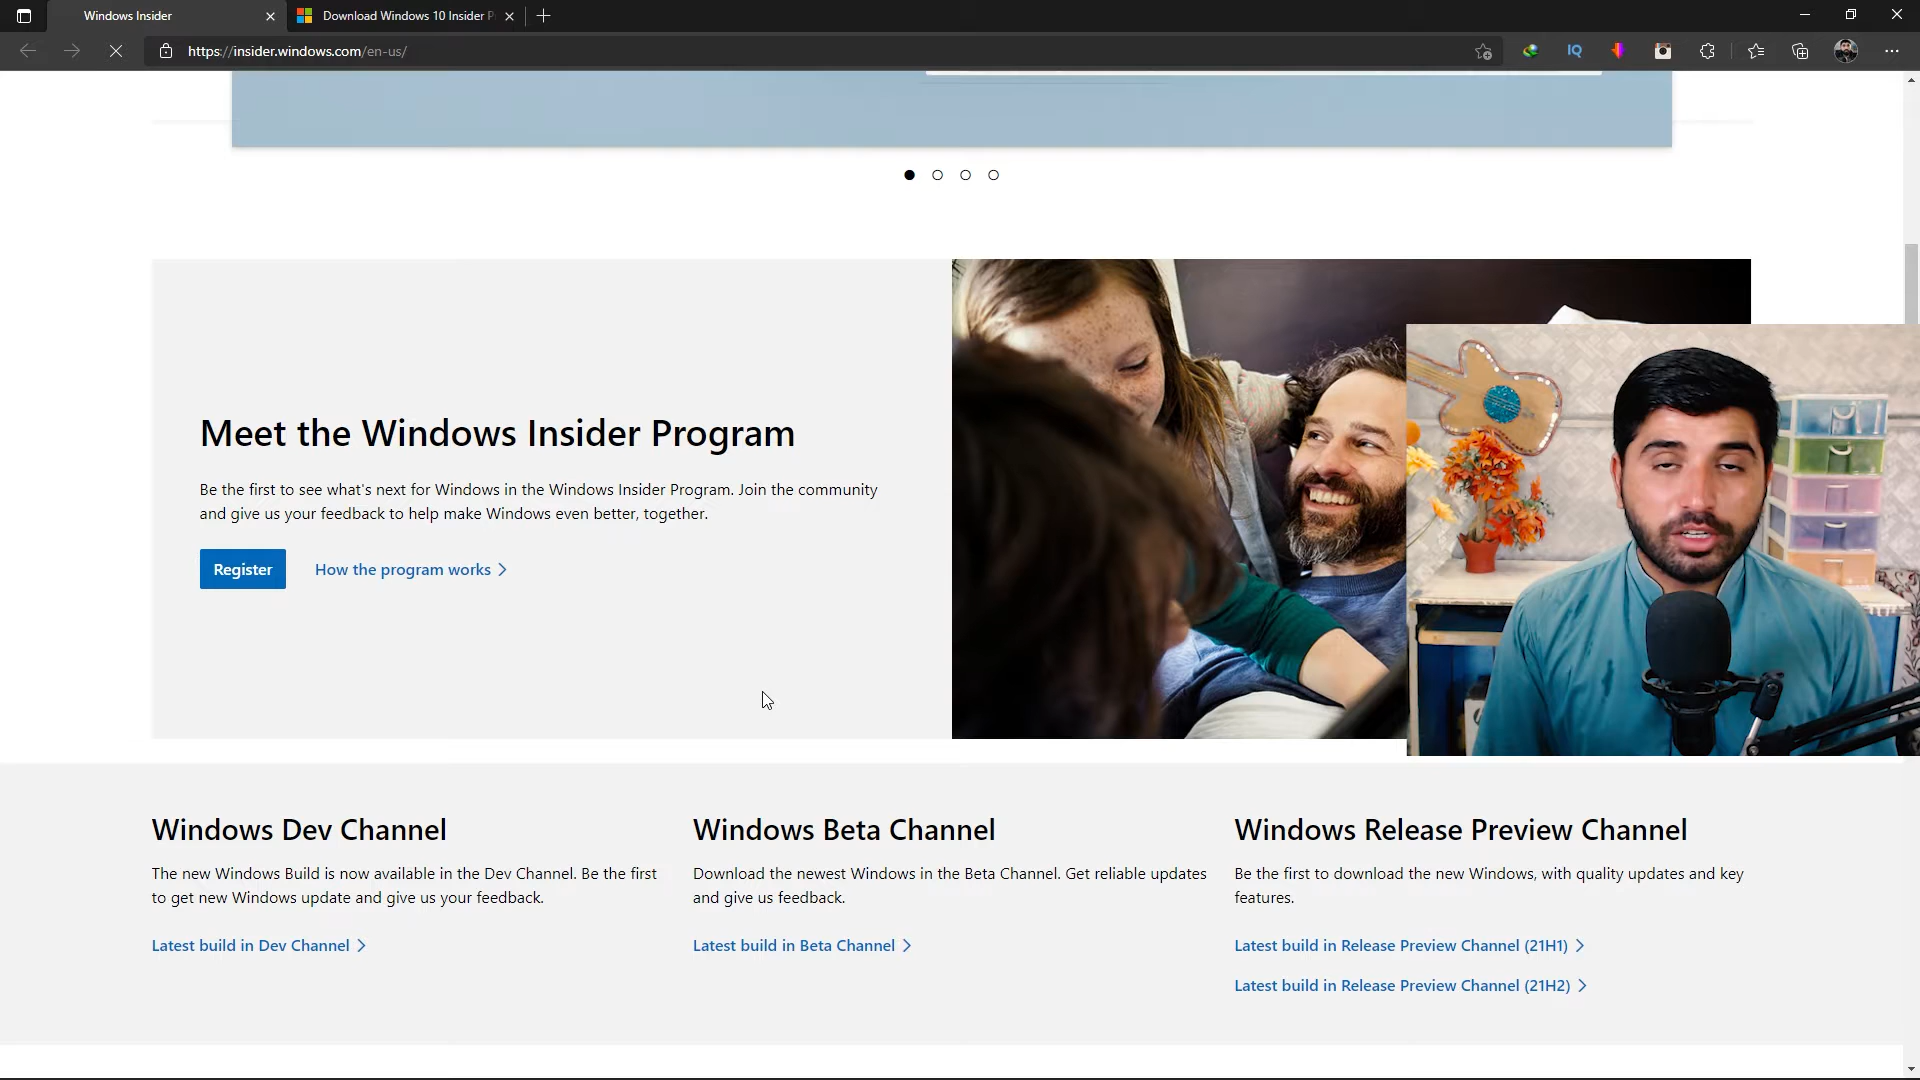 Windows Insider
Download Windows 10 Insider P
https://insider.windows.com/en-us/
IQ
Meet the Windows Insider Program
Be the first to see what's next for Windows in the Windows Insider Program. Join the community
and give us your feedback to help make Windows even better, together.
Register
How the program works
Windows Dev Channel
The new Windows Build is now available in the Dev Channel. Be the first
to get new Windows update and give us your feedback.
Latest build in Dev Channel
Windows Beta Channel
Download the newest Windows in the Beta Channel. Get reliable updates
and give us feedback.
Latest build in Beta Channel
Windows Release Preview Channel
Be the first to download the new Windows, with quality updates and key
features.
Latest build in Release Preview Channel (21H1)
Latest build in Release Preview Channel (21H2)